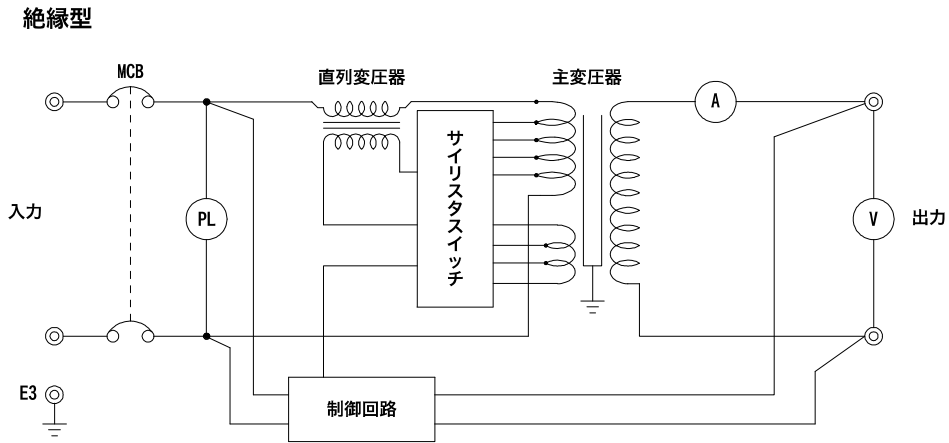 絶縁型
MCB
直列変圧器
主変圧器
A
サイリスタスイッチ
入力
PL
V
出力
E3
制御回路